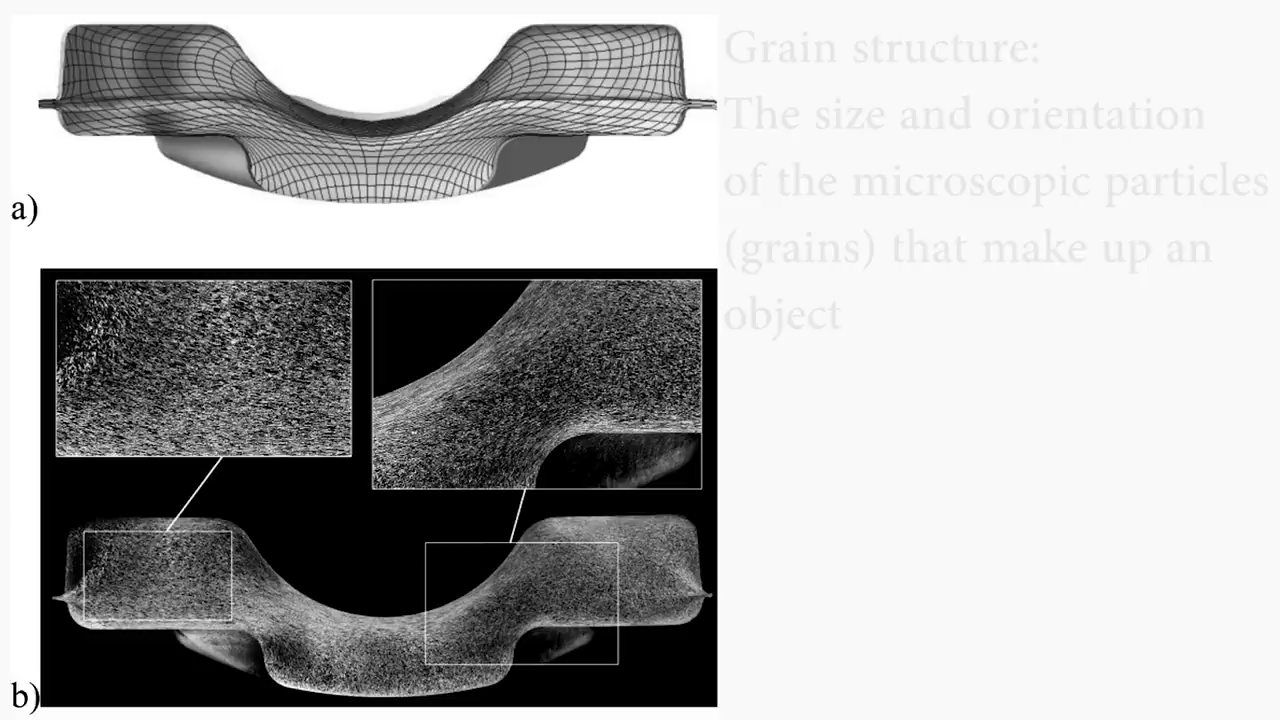 Grain structure:
The size and orientation
of the microscopic particles
(grains) that make up an
object
a)
b)